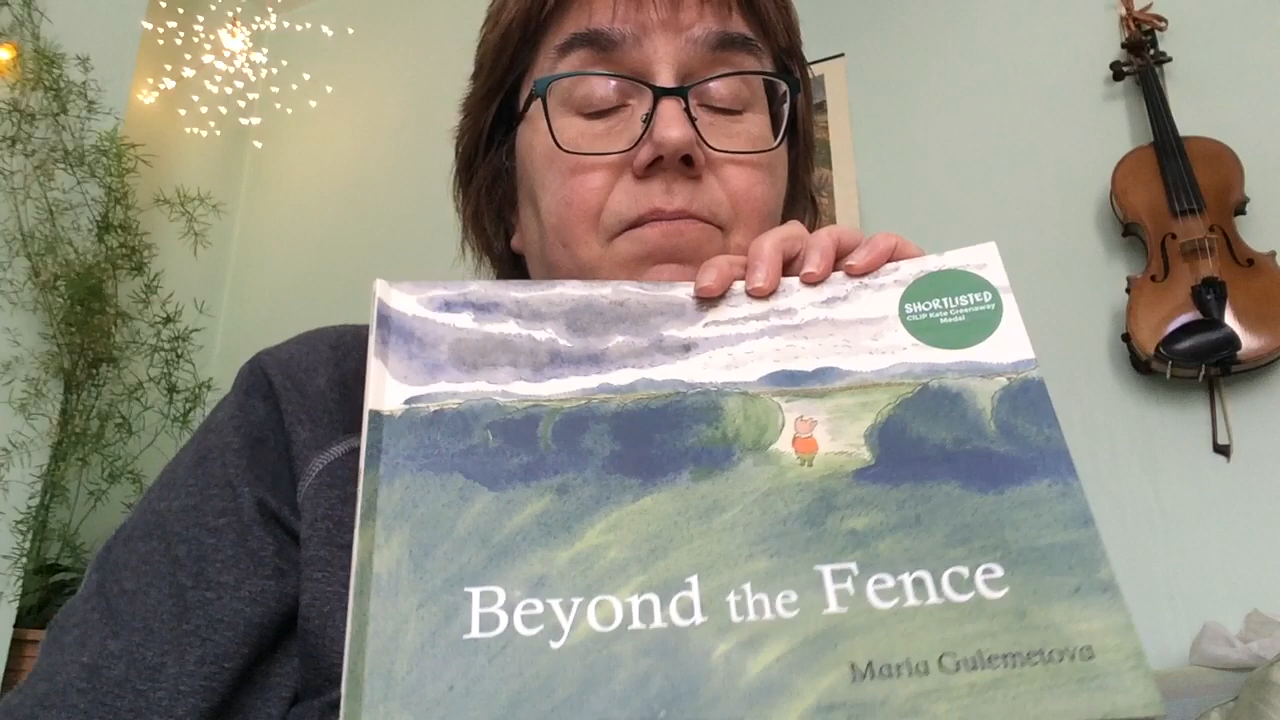 SHORTLISTED
CILIP Kate Greenaway
Medal
Beyond the Fence
Maria Gulemetova